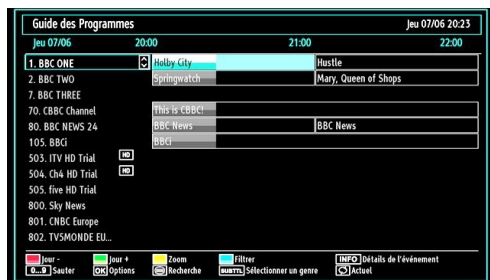 Guide des Programmes Jeu 07/06 20:23
Jeu 07/06 20:00 21:00 22:00
1. BBC ONE Holby City Hustle
2. BBC TWO Springwatch Mary, Queen of Shops
7. BBC THREE
70. CBBC Channel This is CBBC!
80. BBC NEWS 24 BBC News BBC News
105. BBCi BBCi
503. ITV HD Trial HD
504. Ch4 HD Trial HD
505. five HD Trial
800. Sky News
801. CNBC Europe
802. TV5MONDE EU...
Jour - Jour + Zoom Filtrer INFO Détails de l'événement
0...9 Sauter OK Options Recherche SUBTTL Sélectionner un genre Actuel